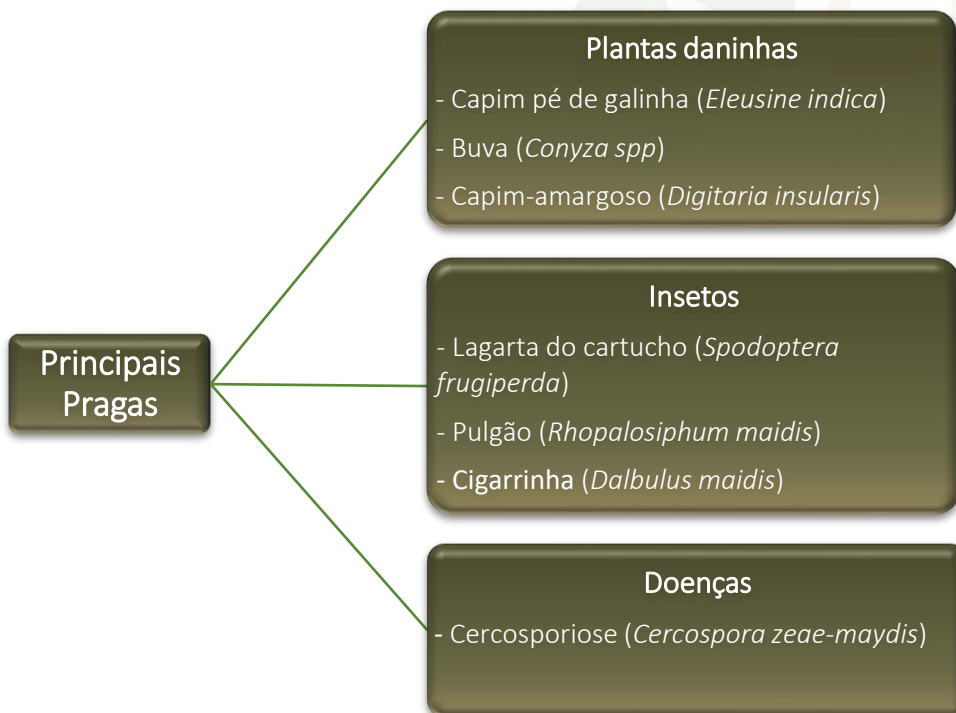 Plantas daninhas
- Capim pé de galinha (Eleusine indica)
- Buva (Conyza spp)
- Capim-amargoso (Digitaria insularis)
Principais
Pragas
Insetos
- Lagarta do cartucho (Spodoptera
frugiperda)
- Pulgão (Rhopalosiphum maidis)
- Cigarrinha (Dalbulus maidis)
Doenças
- Cercosporiose (Cercospora zeae-maydis)